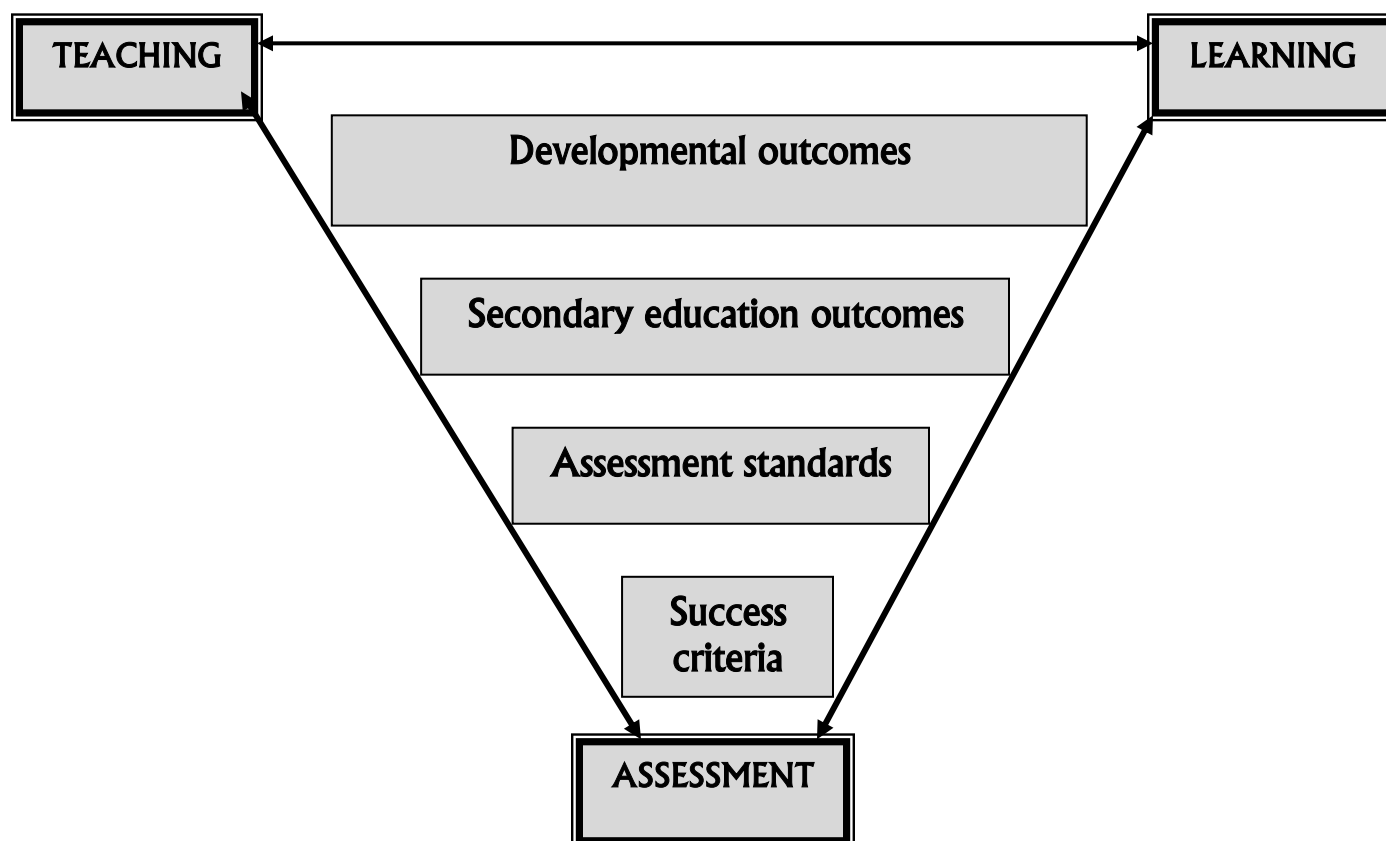 TEACHING
LEARNING
Developmental outcomes
Secondary education outcomes
Assessment standards
Success
criteria
ASSESSMENT